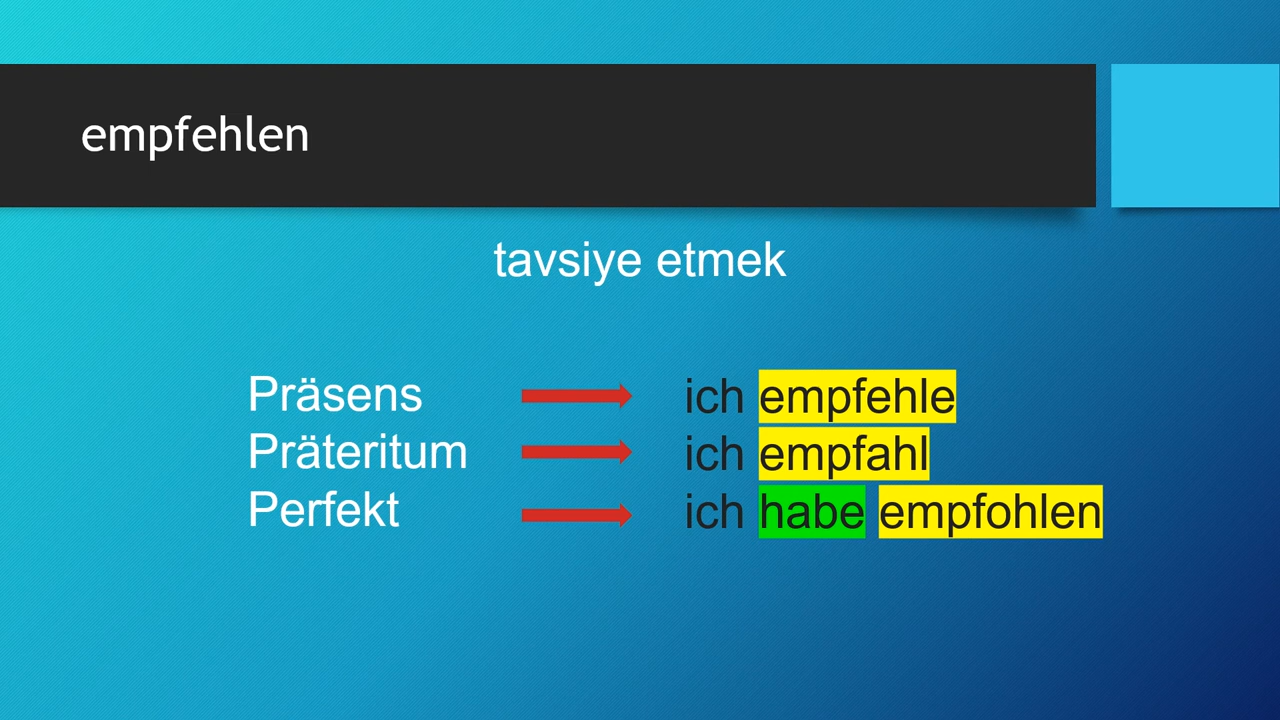 empfehlen
tavsiye etmek
Präsens ich empfehle
Präteritum ich empfahl
Perfekt ich habe empfohlen